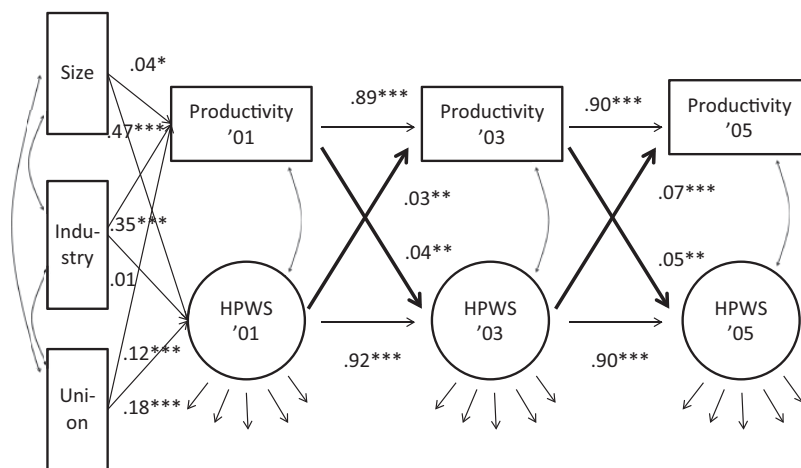 Size
.04*
Productivity
'01
.89***
Productivity
'03
.90***
Productivity
'05
.47***
Indu-
stry
.35***
.01
.03**
.04**
.07***
.05**
HPWS
'01
HPWS
'03
HPWS
'05
.12***
.92***
.90***
.18***
Uni-
on